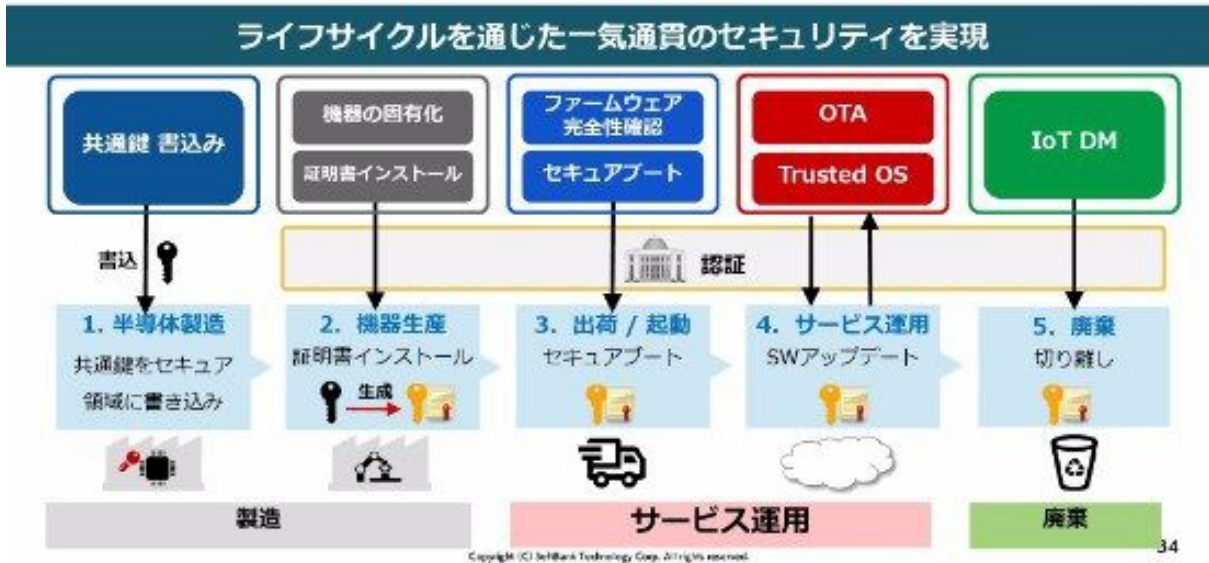 ライフサイクルを通じた一気通貫のセキュリティを実現
共通鍵 書込み
機器の固有化
証明書インストール
ファームウェア
完全性確認
セキュアブート
OTA
Trusted OS
IoT DM
書込
認証
1. 半導体製造
共通鍵をセキュア
領域に書き込み
2. 機器生産
証明書インストール
生成
3. 出荷 / 起動
セキュアブート
4. サービス運用
SWアップデート
5. 廃棄
切り離し
製造
サービス運用
廃棄
Copyright (C) SoftBank Technology Corp. All rights reserved.
34